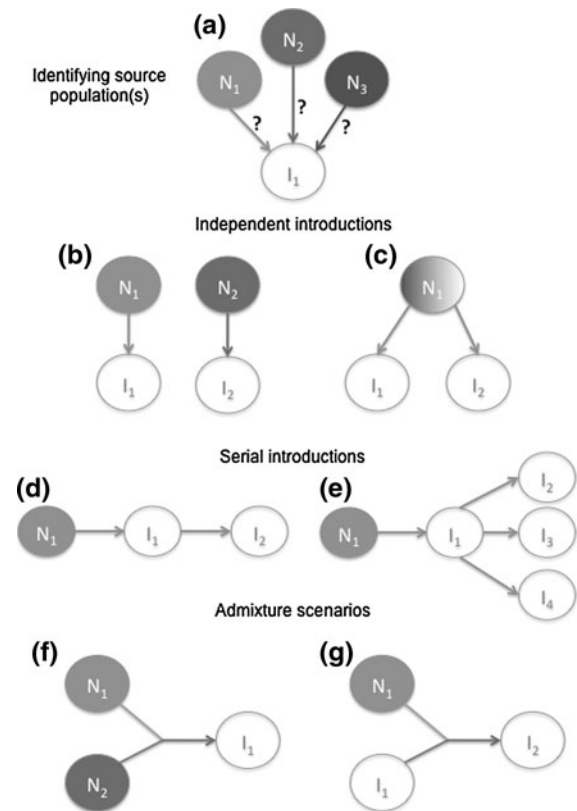 (a)
Identifying source
population(s)
N₁
N₂
N₃
?
?
?
I₁
Independent introductions
(b)
N₁
N₂
I₁
I₂
(c)
N₁
I₁
I₂
Serial introductions
(d)
N₁
I₁
I₂
(e)
N₁
I₁
I₂
I₃
I₄
Admixture scenarios
(f)
N₁
N₂
I₁
(g)
N₁
I₁
I₂